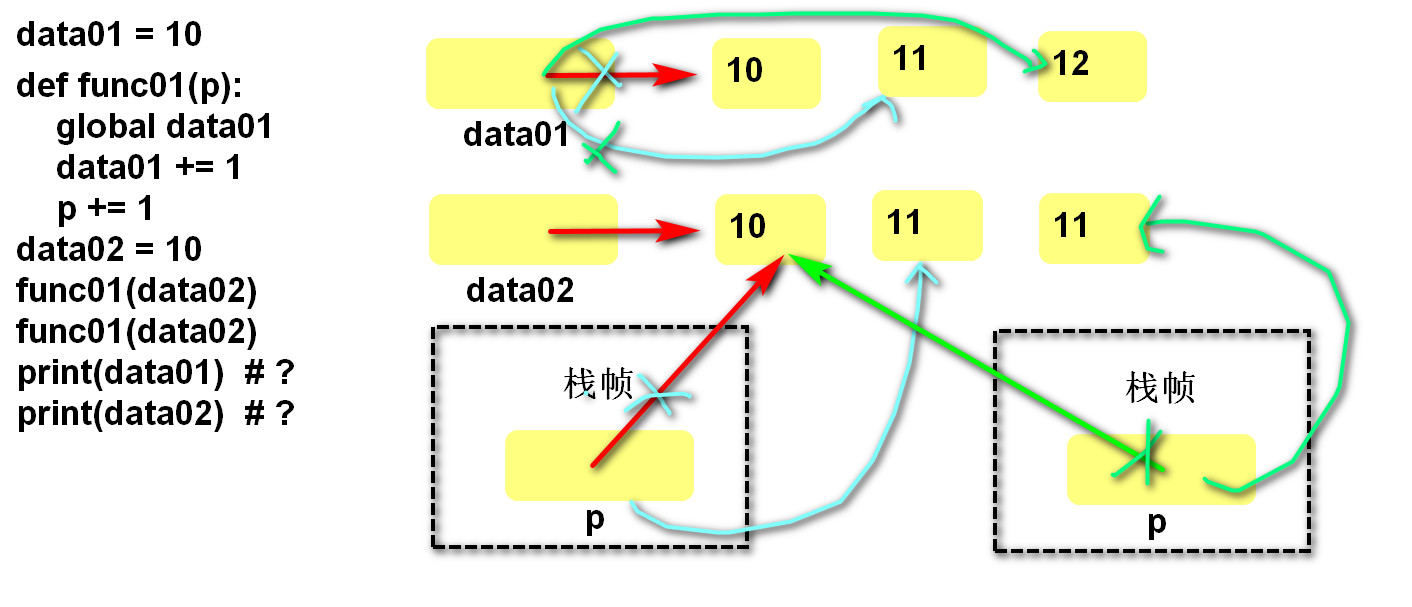 data01 = 10
def func01(p):
    global data01
    data01 += 1
    p += 1
data02 = 10
func01(data02)
func01(data02)
print(data01)  # ?
print(data02)  # ?
10
11
12
data01
10
11
11
data02
栈帧
栈帧
p
p